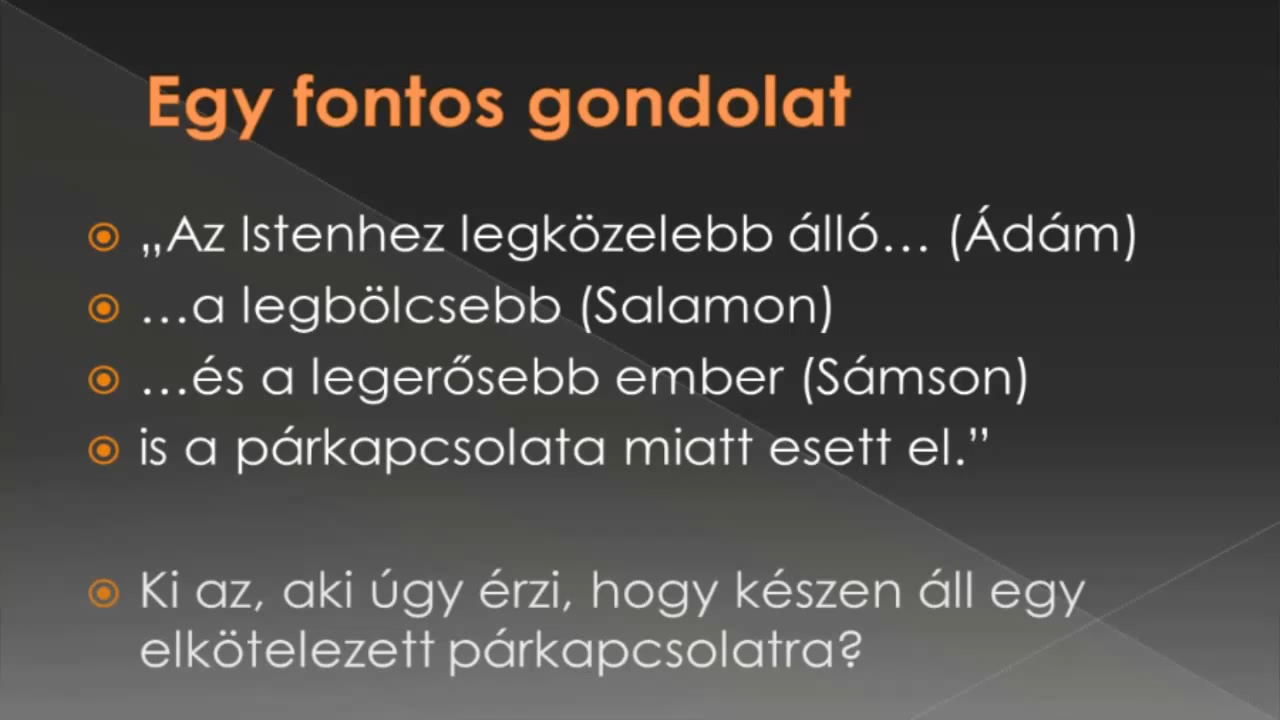 Egy fontos gondolat
„Az Istenhez legközelebb álló… (Ádám)
…a legbölcsebb (Salamon)
…és a legerősebb ember (Sámson)
is a párkapcsolata miatt esett el.”
Ki az, aki úgy érzi, hogy készen áll egy
elkötelezett párkapcsolatra?